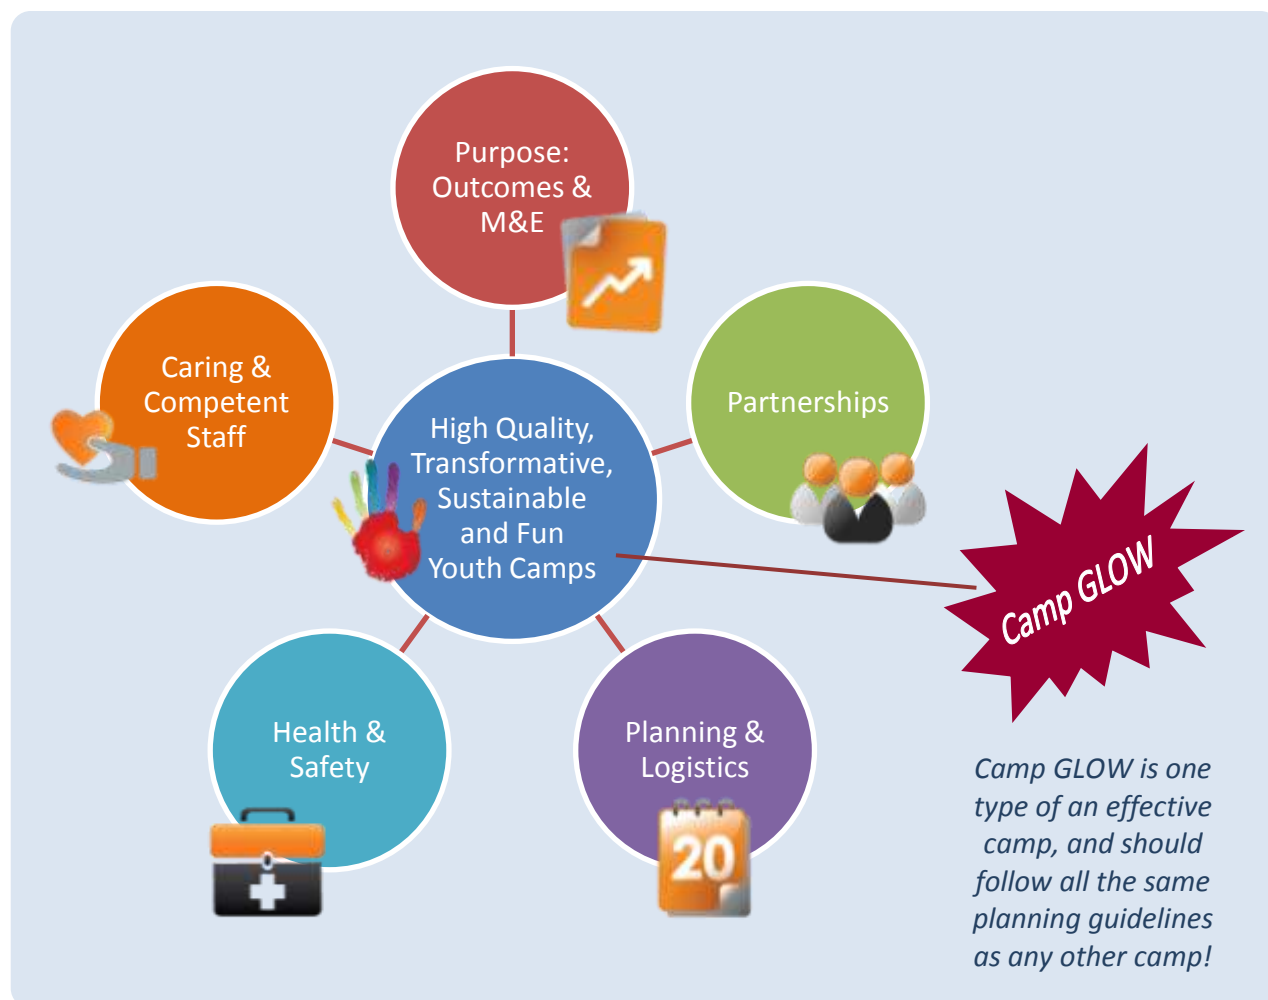 Purpose:
Outcomes &
M&E
Caring &
Competent
Staff
Partnerships
High Quality,
Transformative,
Sustainable
and Fun
Youth Camps
Camp GLOW
Health &
Safety
Planning &
Logistics
20
Camp GLOW is one
type of an effective
camp, and should
follow all the same
planning guidelines
as any other camp!